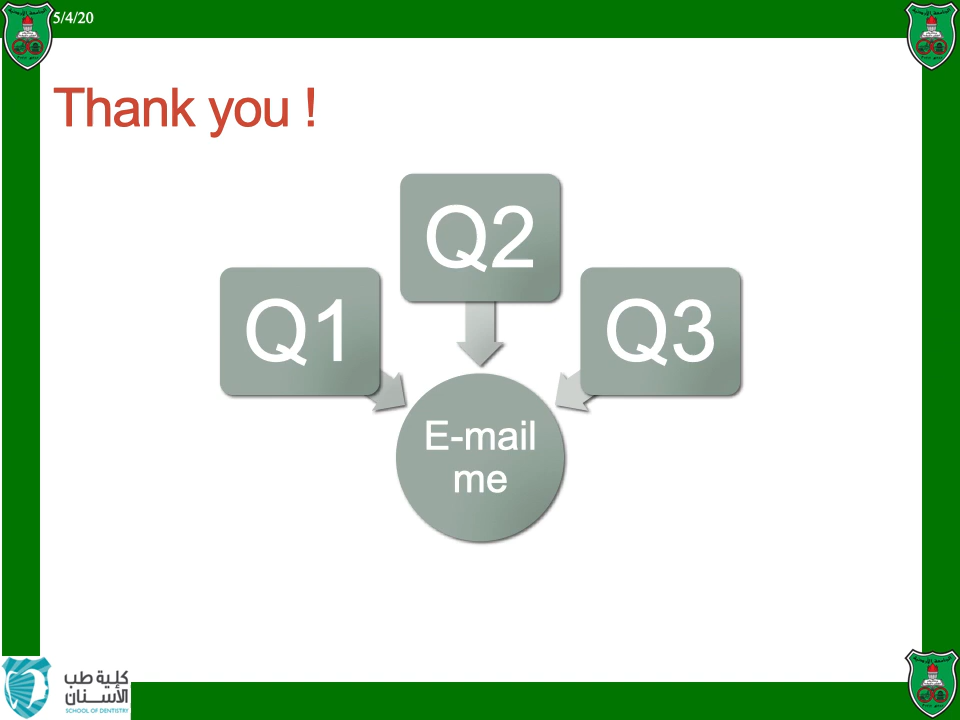 5/4/20
Thank you !
Q2
Q1
Q3
E-mail
me
كلية طب
الأسنان
SCHOOL OF DENTISTRY